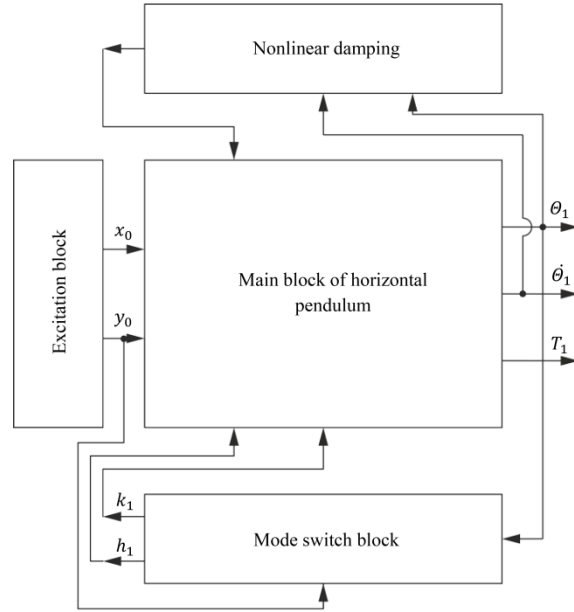 Nonlinear damping
Excitation block
x₀
y₀
Main block of horizontal
pendulum
Θ₁
Θ̇₁
T₁
k₁
h₁
Mode switch block